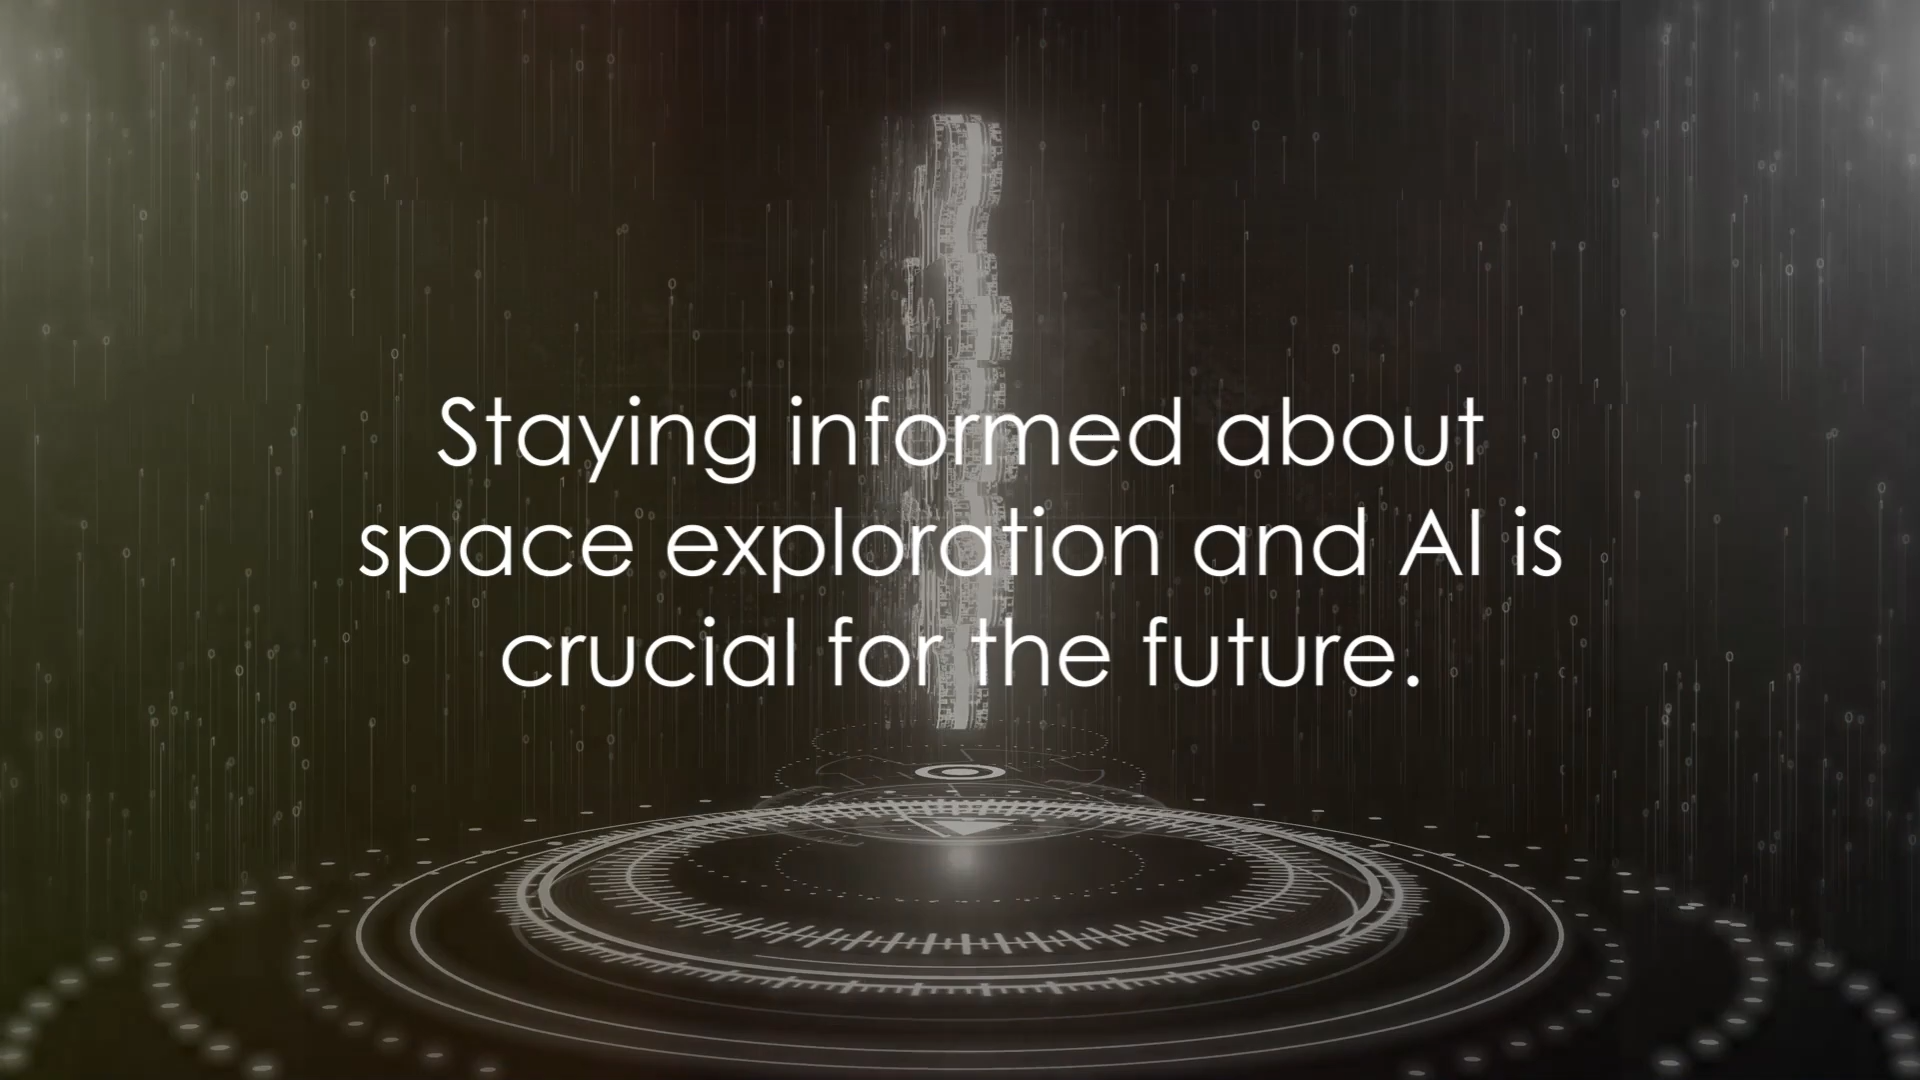 Staying informed about
space exploration and AI is
crucial for the future.